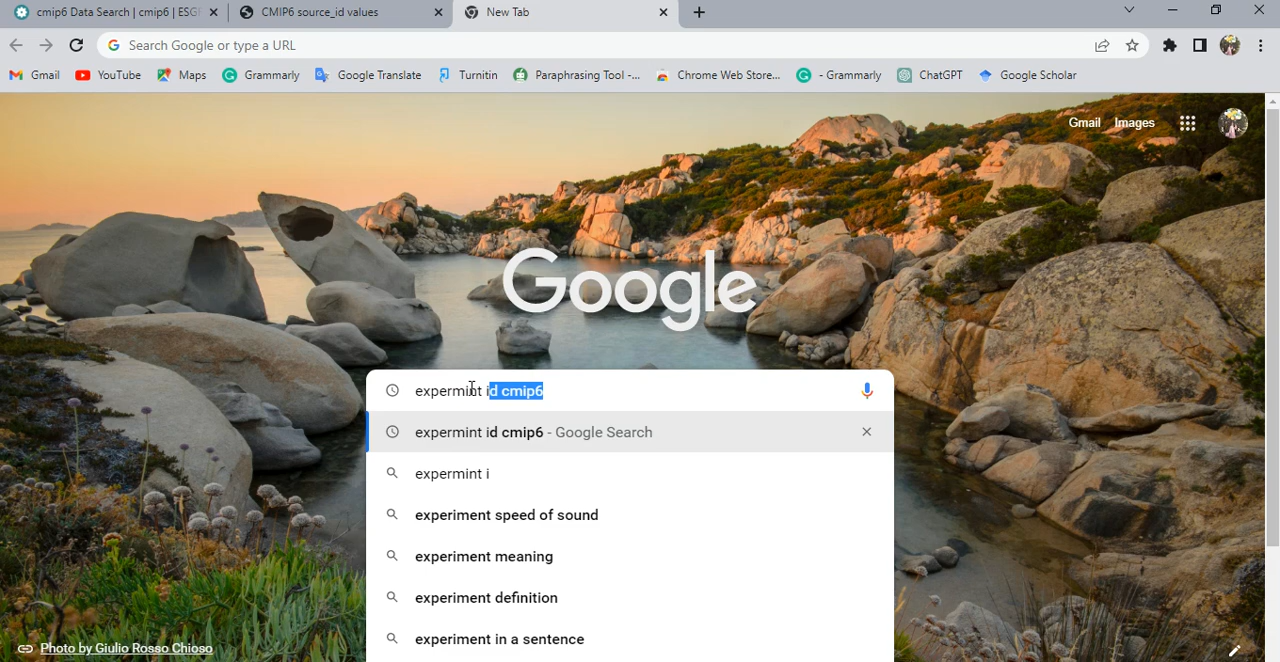 cmip6 Data Search | cmip6 | ESGF
CMIP6 source_id values
New Tab
Search Google or type a URL
Gmail
YouTube
Maps
Grammarly
Google Translate
Turnitin
Paraphrasing Tool -...
Chrome Web Store...
- Grammarly
ChatGPT
Google Scholar
Gmail
Images
Google
expermint id cmip6
expermint id cmip6 - Google Search
expermint i
experiment speed of sound
experiment meaning
experiment definition
experiment in a sentence
Photo by Giulio Rosso Chioso